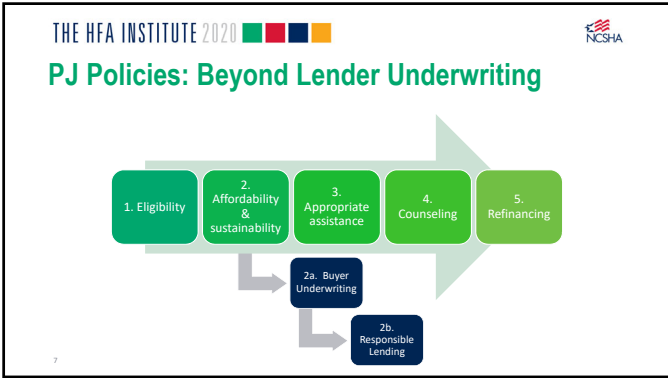 THE HFA INSTITUTE 2020
NCSHA
PJ Policies: Beyond Lender Underwriting
1. Eligibility
2.
Affordability
&
sustainability
3.
Appropriate
assistance
4.
Counseling
5.
Refinancing
2a. Buyer
Underwriting
2b.
Responsible
Lending
7